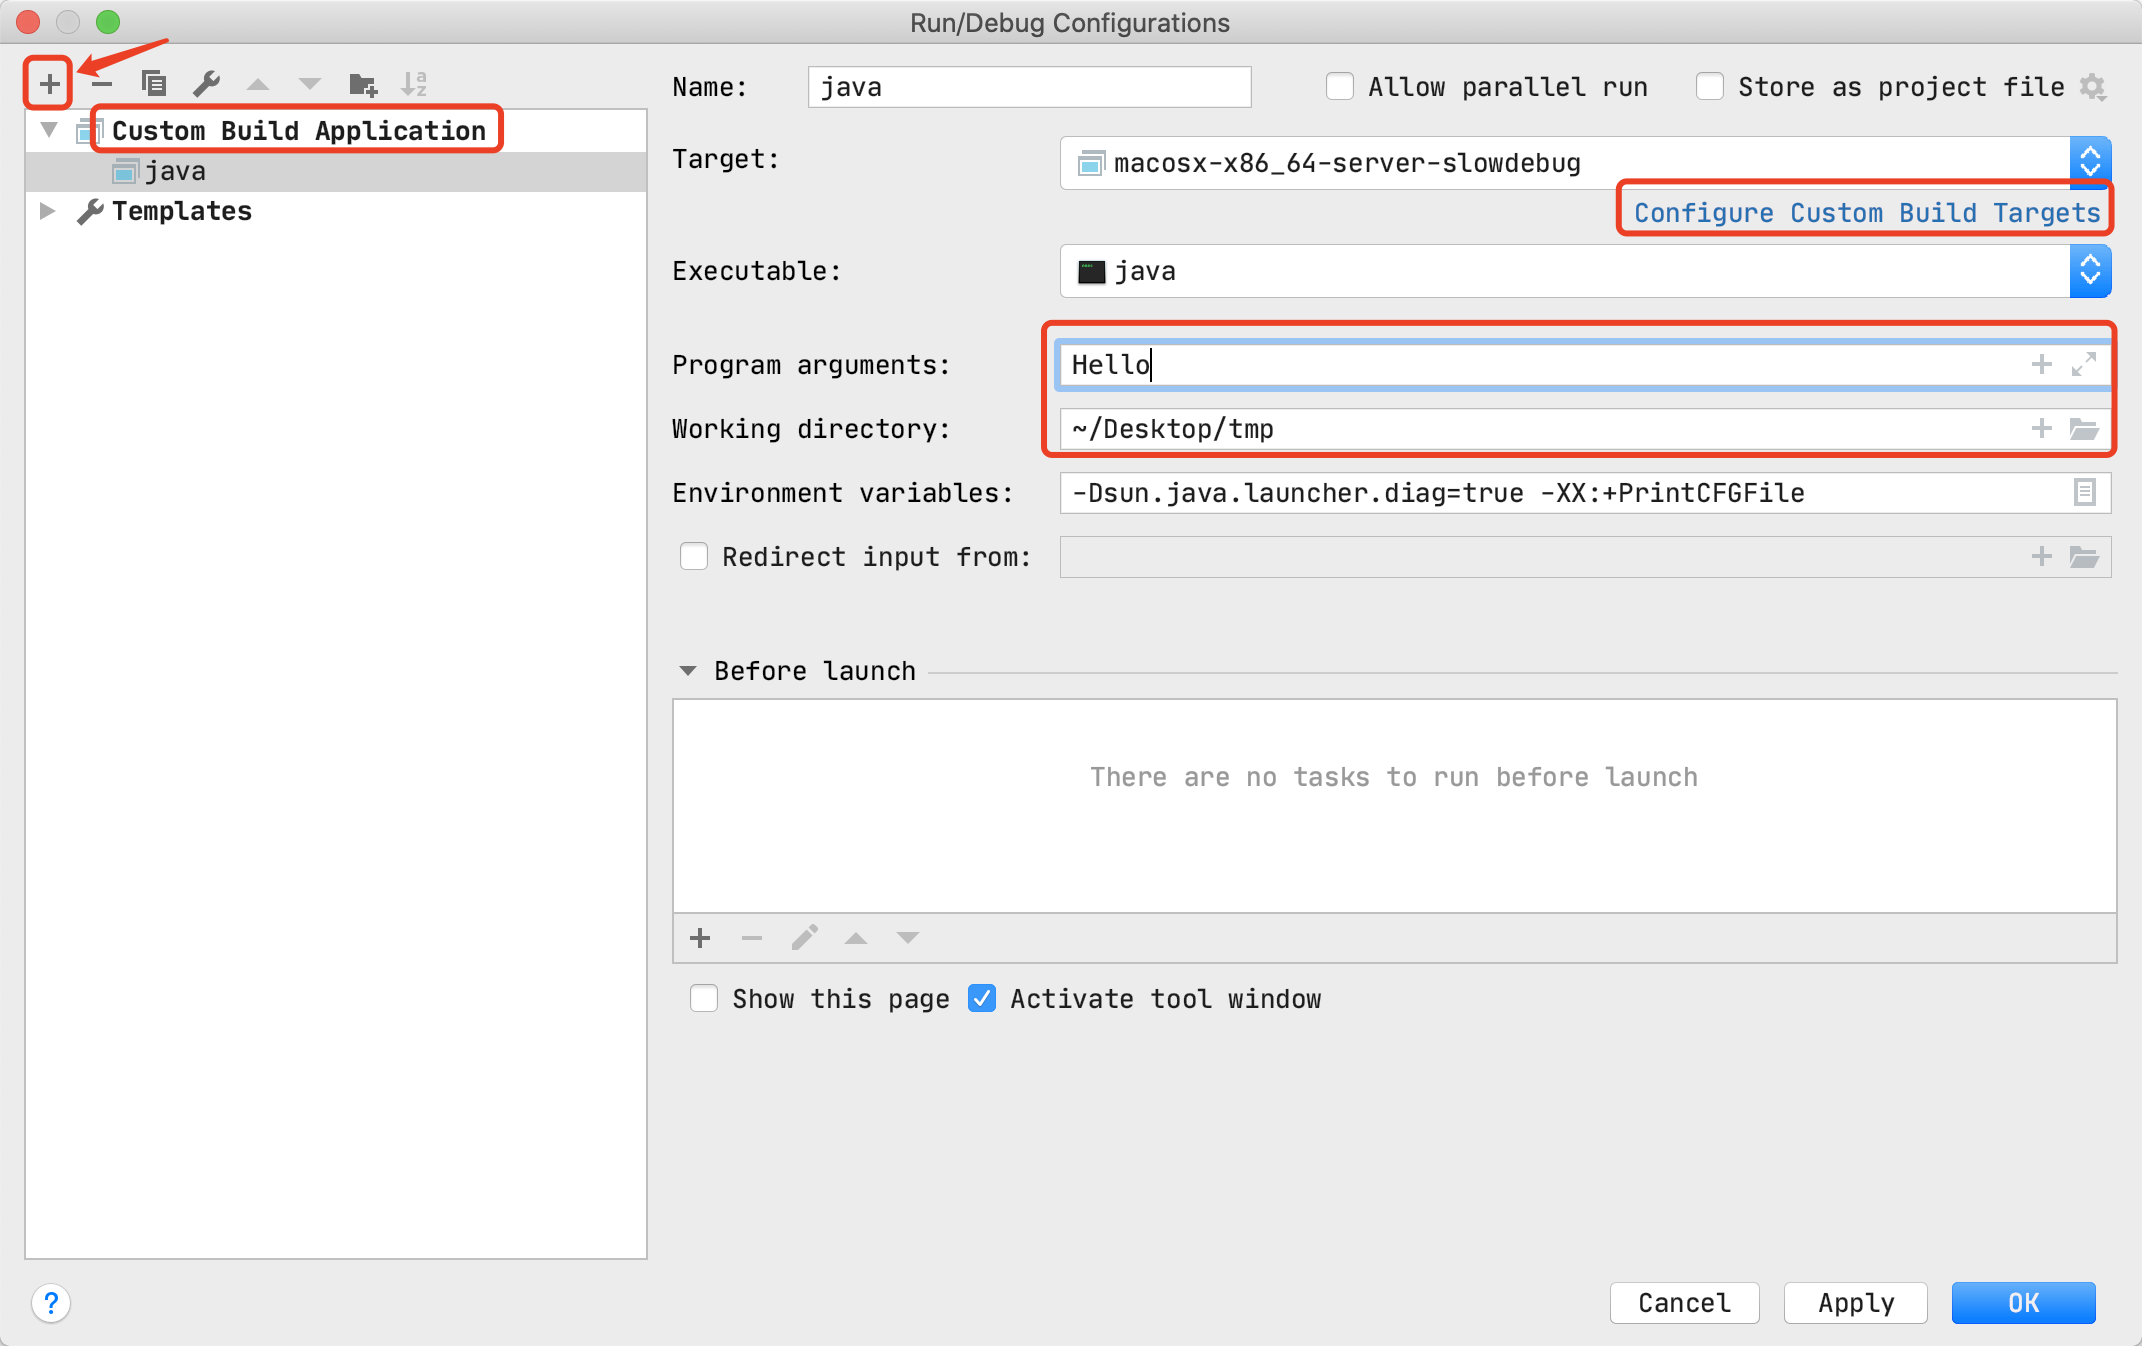 Run/Debug Configurations
Name: java Allow parallel run Store as project file
Custom Build Application
java
Templates
Target: macosx-x86_64-server-slowdebug
Configure Custom Build Targets
Executable: java
Program arguments: Hello
Working directory: ~/Desktop/tmp
Environment variables: -Dsun.java.launcher.diag=true -XX:+PrintCFGFile
Redirect input from:
Before launch
There are no tasks to run before launch
Show this page Activate tool window
? Cancel Apply OK